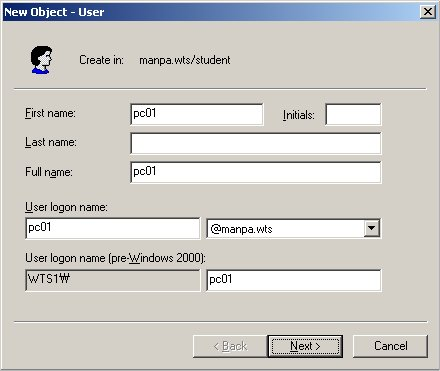 New Object - User
Create in: manpa.wts/student
First name: pc01 Initials:
Last name:
Full name: pc01
User logon name:
pc01 @manpa.wts
User logon name (pre-Windows 2000):
WTS1₩ pc01
< Back Next > Cancel